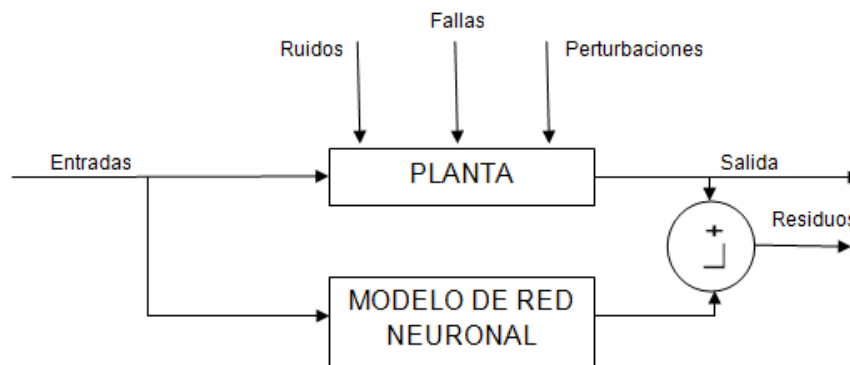 Fallas
Ruidos
Perturbaciones
Entradas
PLANTA
Salida
+
Residuos
MODELO DE RED
NEURONAL